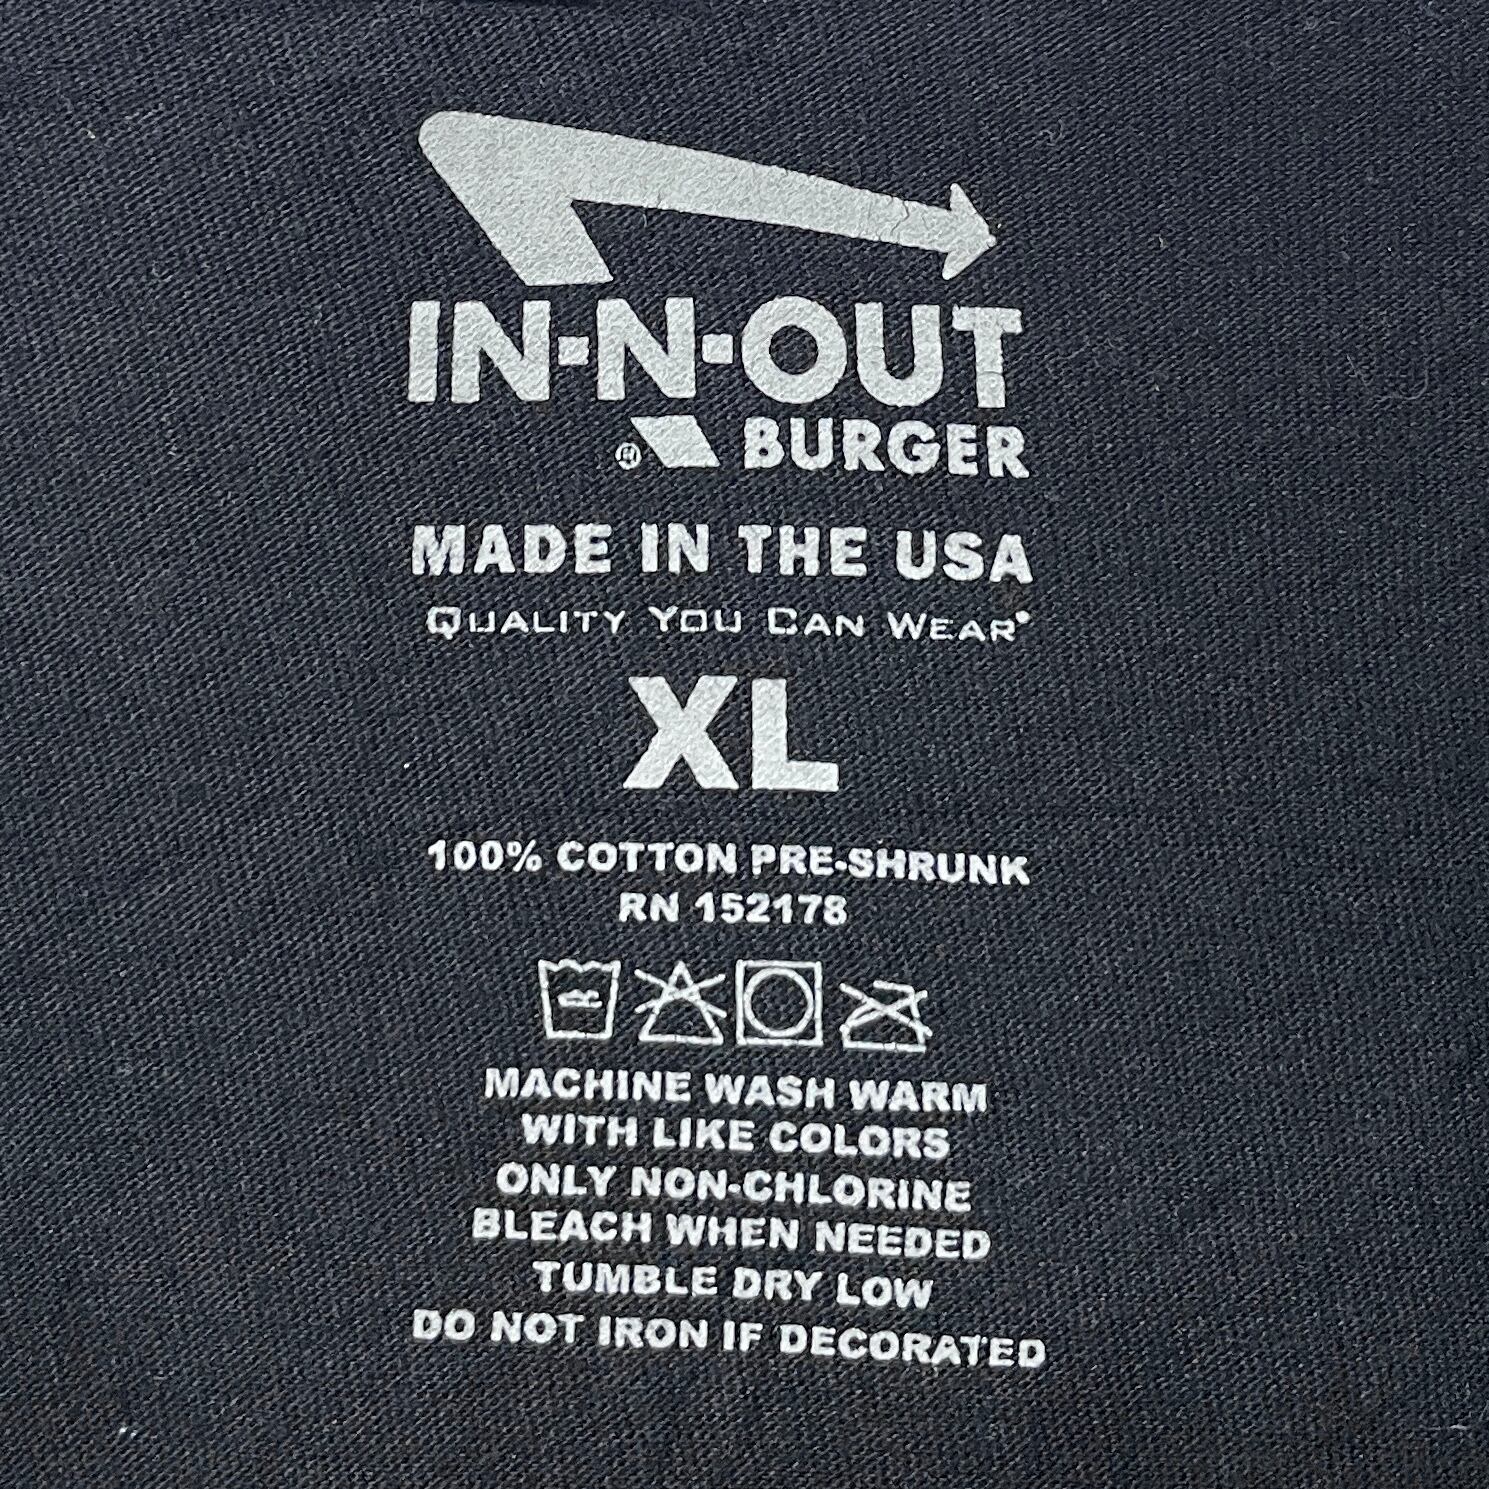 IN-N-OUT
® BURGER
MADE IN THE USA
QUALITY YOU CAN WEAR®
XL
100% COTTON PRE-SHRUNK
RN 152178
MACHINE WASH WARM
WITH LIKE COLORS
ONLY NON-CHLORINE
BLEACH WHEN NEEDED
TUMBLE DRY LOW
DO NOT IRON IF DECORATED